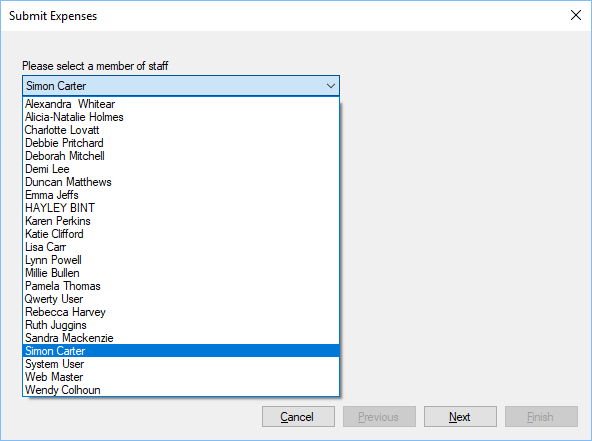 Submit Expenses
Please select a member of staff
Simon Carter
Alexandra  Whitear
Alicia-Natalie Holmes
Charlotte Lovatt
Debbie Pritchard
Deborah Mitchell
Demi Lee
Duncan Matthews
Emma Jeffs
HAYLEY BINT
Karen Perkins
Katie Clifford
Lisa Carr
Lynn Powell
Millie Bullen
Pamela Thomas
Qwerty User
Rebecca Harvey
Ruth Juggins
Sandra Mackenzie
Simon Carter
System User
Web Master
Wendy Colhoun
Cancel Previous Next Finish